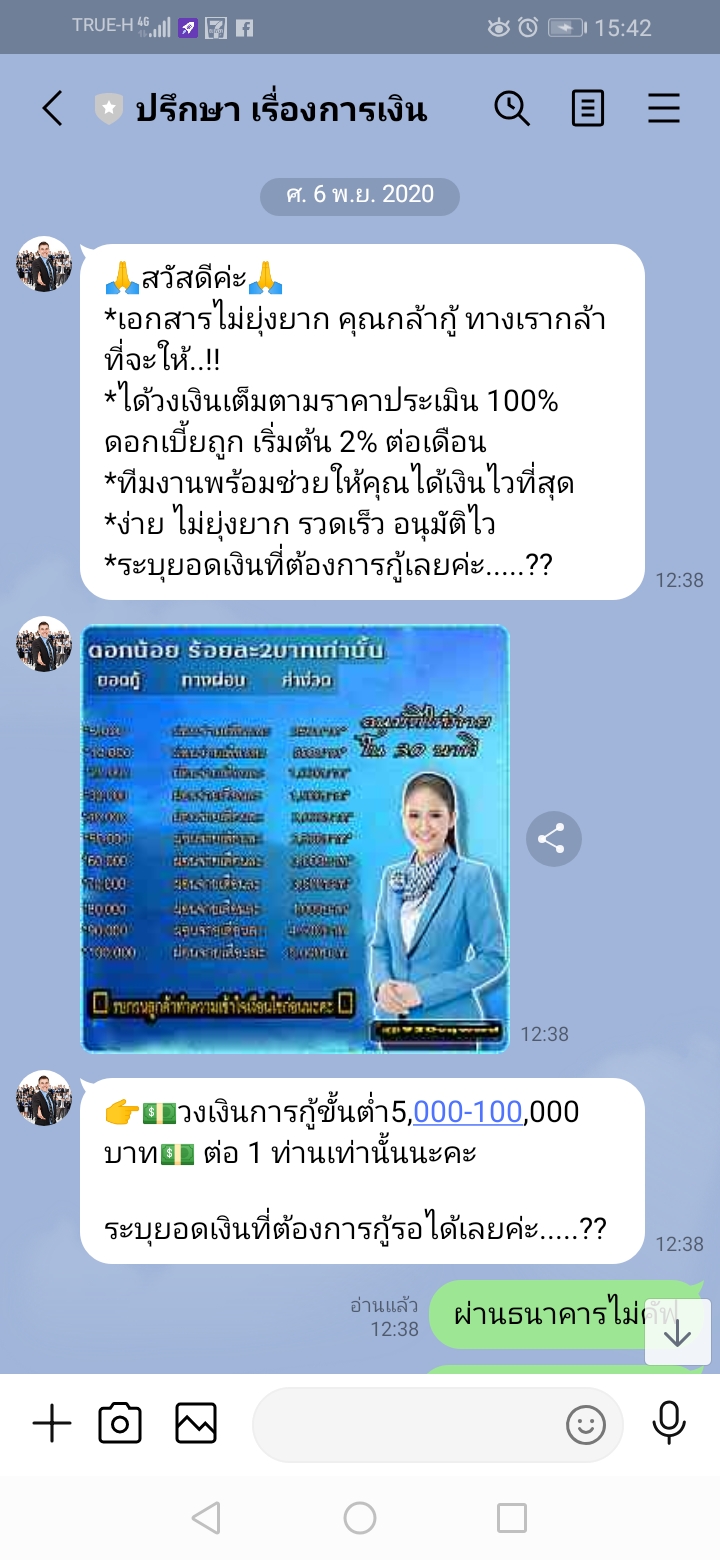 TRUE-H 4G 15:42
ปรึกษา เรื่องการเงิน
ศ. 6 พ.ย. 2020
🙏สวัสดีค่ะ🙏
*เอกสารไม่ยุ่งยาก คุณกล้ากู้ ทางเรากล้า
ที่จะให้..!!
*ได้วงเงินเต็มตามราคาประเมิน 100%
ดอกเบี้ยถูก เริ่มต้น 2% ต่อเดือน
*ทีมงานพร้อมช่วยให้คุณได้เงินไวที่สุด
*ง่าย ไม่ยุ่งยาก รวดเร็ว อนุมัติไว
*ระบุยอดเงินที่ต้องการกู้เลยค่ะ.....??
12:38
ดอกน้อย ร้อยละ2บาทเท่านั้น
ยอดกู้ ทางผ่อน ค่างวด
ใน 30 นาที
60,000
80,000
90,000
100,000
12:38
👉💵วงเงินการกู้ขั้นต่ำ5,000-100,000
บาท💵 ต่อ 1 ท่านเท่านั้นนะคะ
ระบุยอดเงินที่ต้องการกู้รอได้เลยค่ะ.....??
12:38
อ่านแล้ว
12:38
ผ่านธนาคารไม่